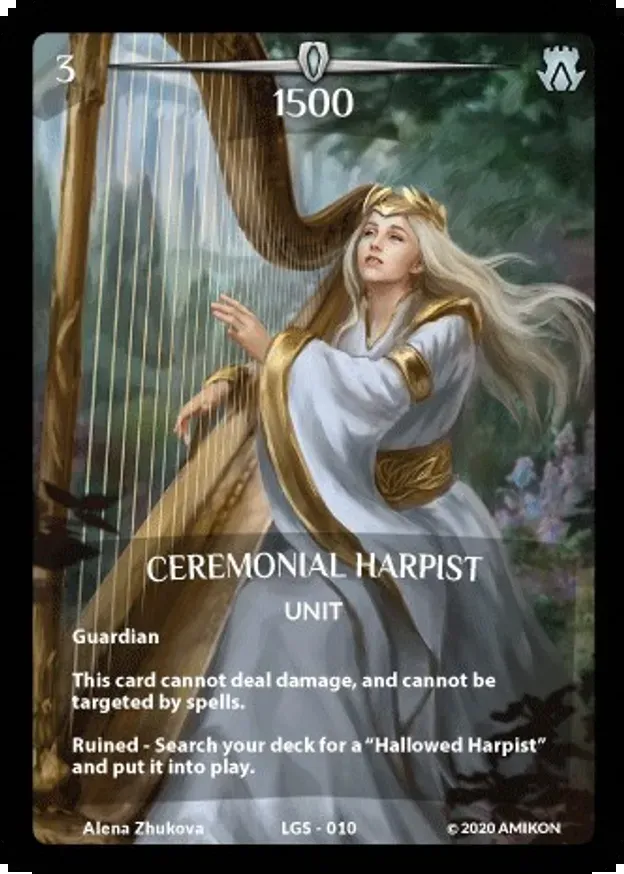 3
1500
CEREMONIAL HARPIST
UNIT
Guardian
This card cannot deal damage, and cannot be
targeted by spells.
Ruined - Search your deck for a “Hallowed Harpist”
and put it into play.
Alena Zhukova LGS - 010 © 2020 AMIKON